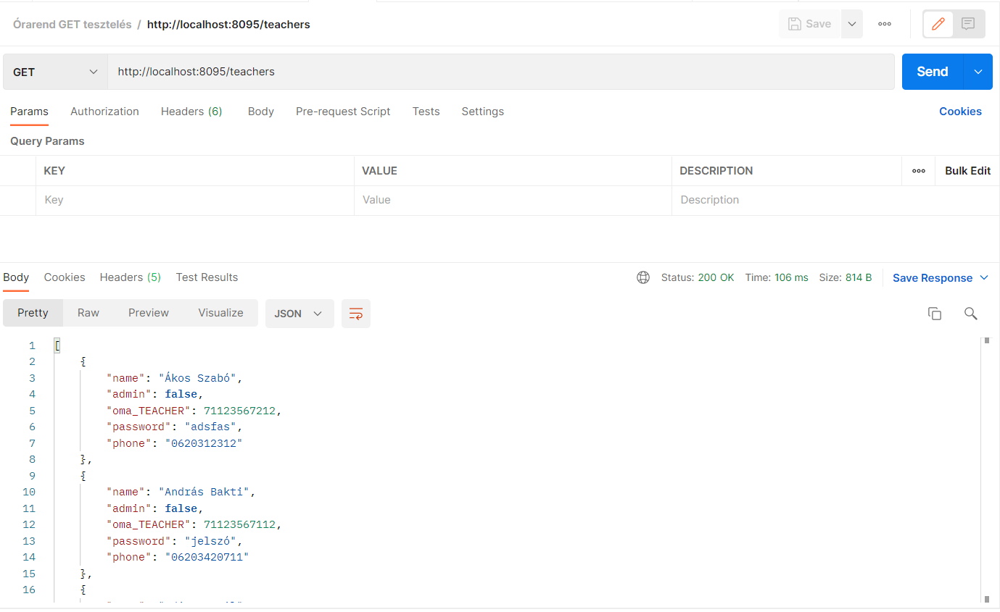 Órarend GET tesztelés / http://localhost:8095/teachers
Save
GET http://localhost:8095/teachers Send
Params Authorization Headers (6) Body Pre-request Script Tests Settings Cookies
Query Params
KEY VALUE DESCRIPTION Bulk Edit
Key Value Description
Body Cookies Headers (5) Test Results Status: 200 OK Time: 106 ms Size: 814 B Save Response
Pretty Raw Preview Visualize JSON
1 [
2 {
3 "name": "Ákos Szabó",
4 "admin": false,
5 "oma_TEACHER": 71123567212,
6 "password": "adsfas",
7 "phone": "0620312312"
8 },
9 {
10 "name": "András Bakti",
11 "admin": false,
12 "oma_TEACHER": 71123567112,
13 "password": "jelszó",
14 "phone": "06203420711"
15 },
16 {